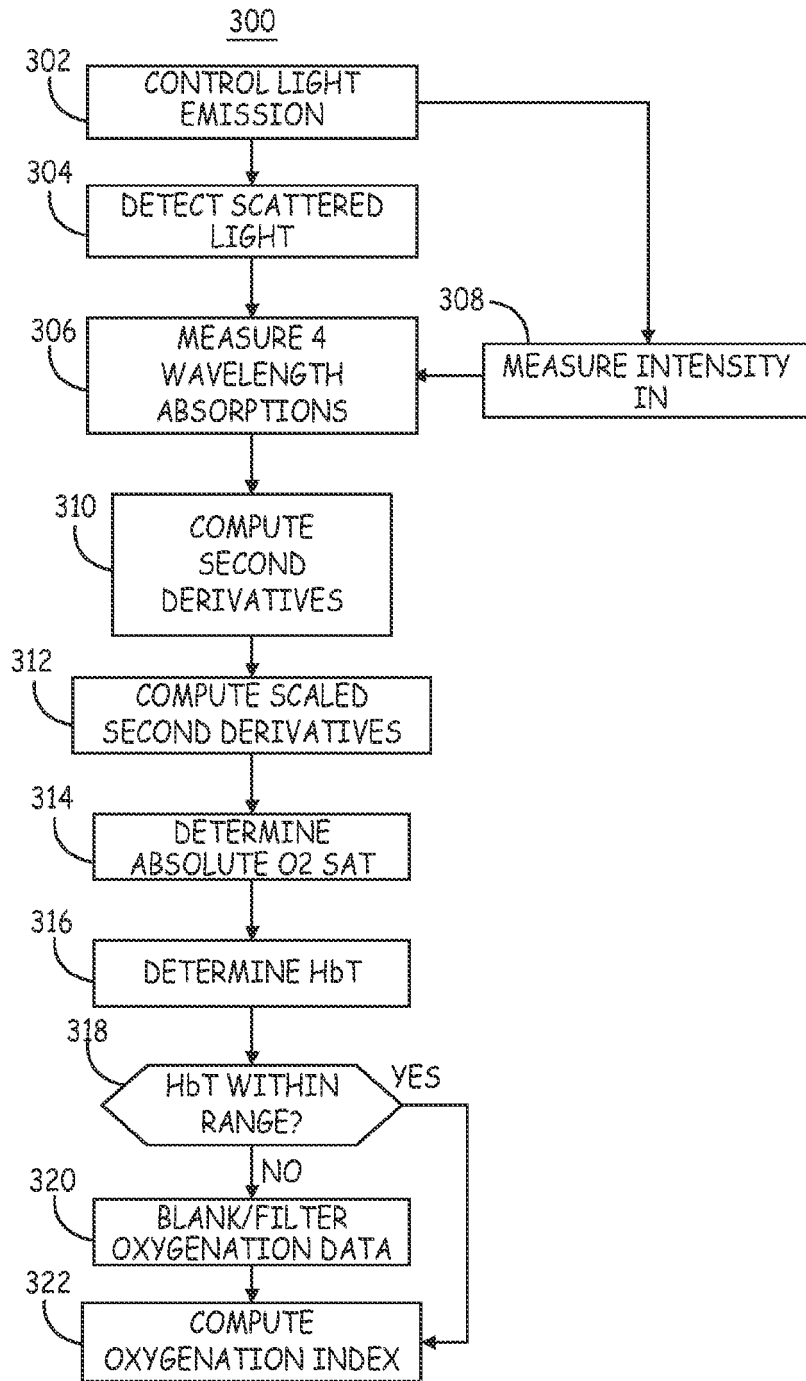 300
302
CONTROL LIGHT
EMISSION
304
DETECT SCATTERED
LIGHT
306
MEASURE 4
WAVELENGTH
ABSORPTIONS
308
MEASURE INTENSITY
IN
310
COMPUTE
SECOND
DERIVATIVES
312
COMPUTE SCALED
SECOND DERIVATIVES
314
DETERMINE
ABSOLUTE O2 SAT
316
DETERMINE HbT
318
HbT WITHIN
RANGE?
YES
NO
320
BLANK/FILTER
OXYGENATION DATA
322
COMPUTE
OXYGENATION INDEX